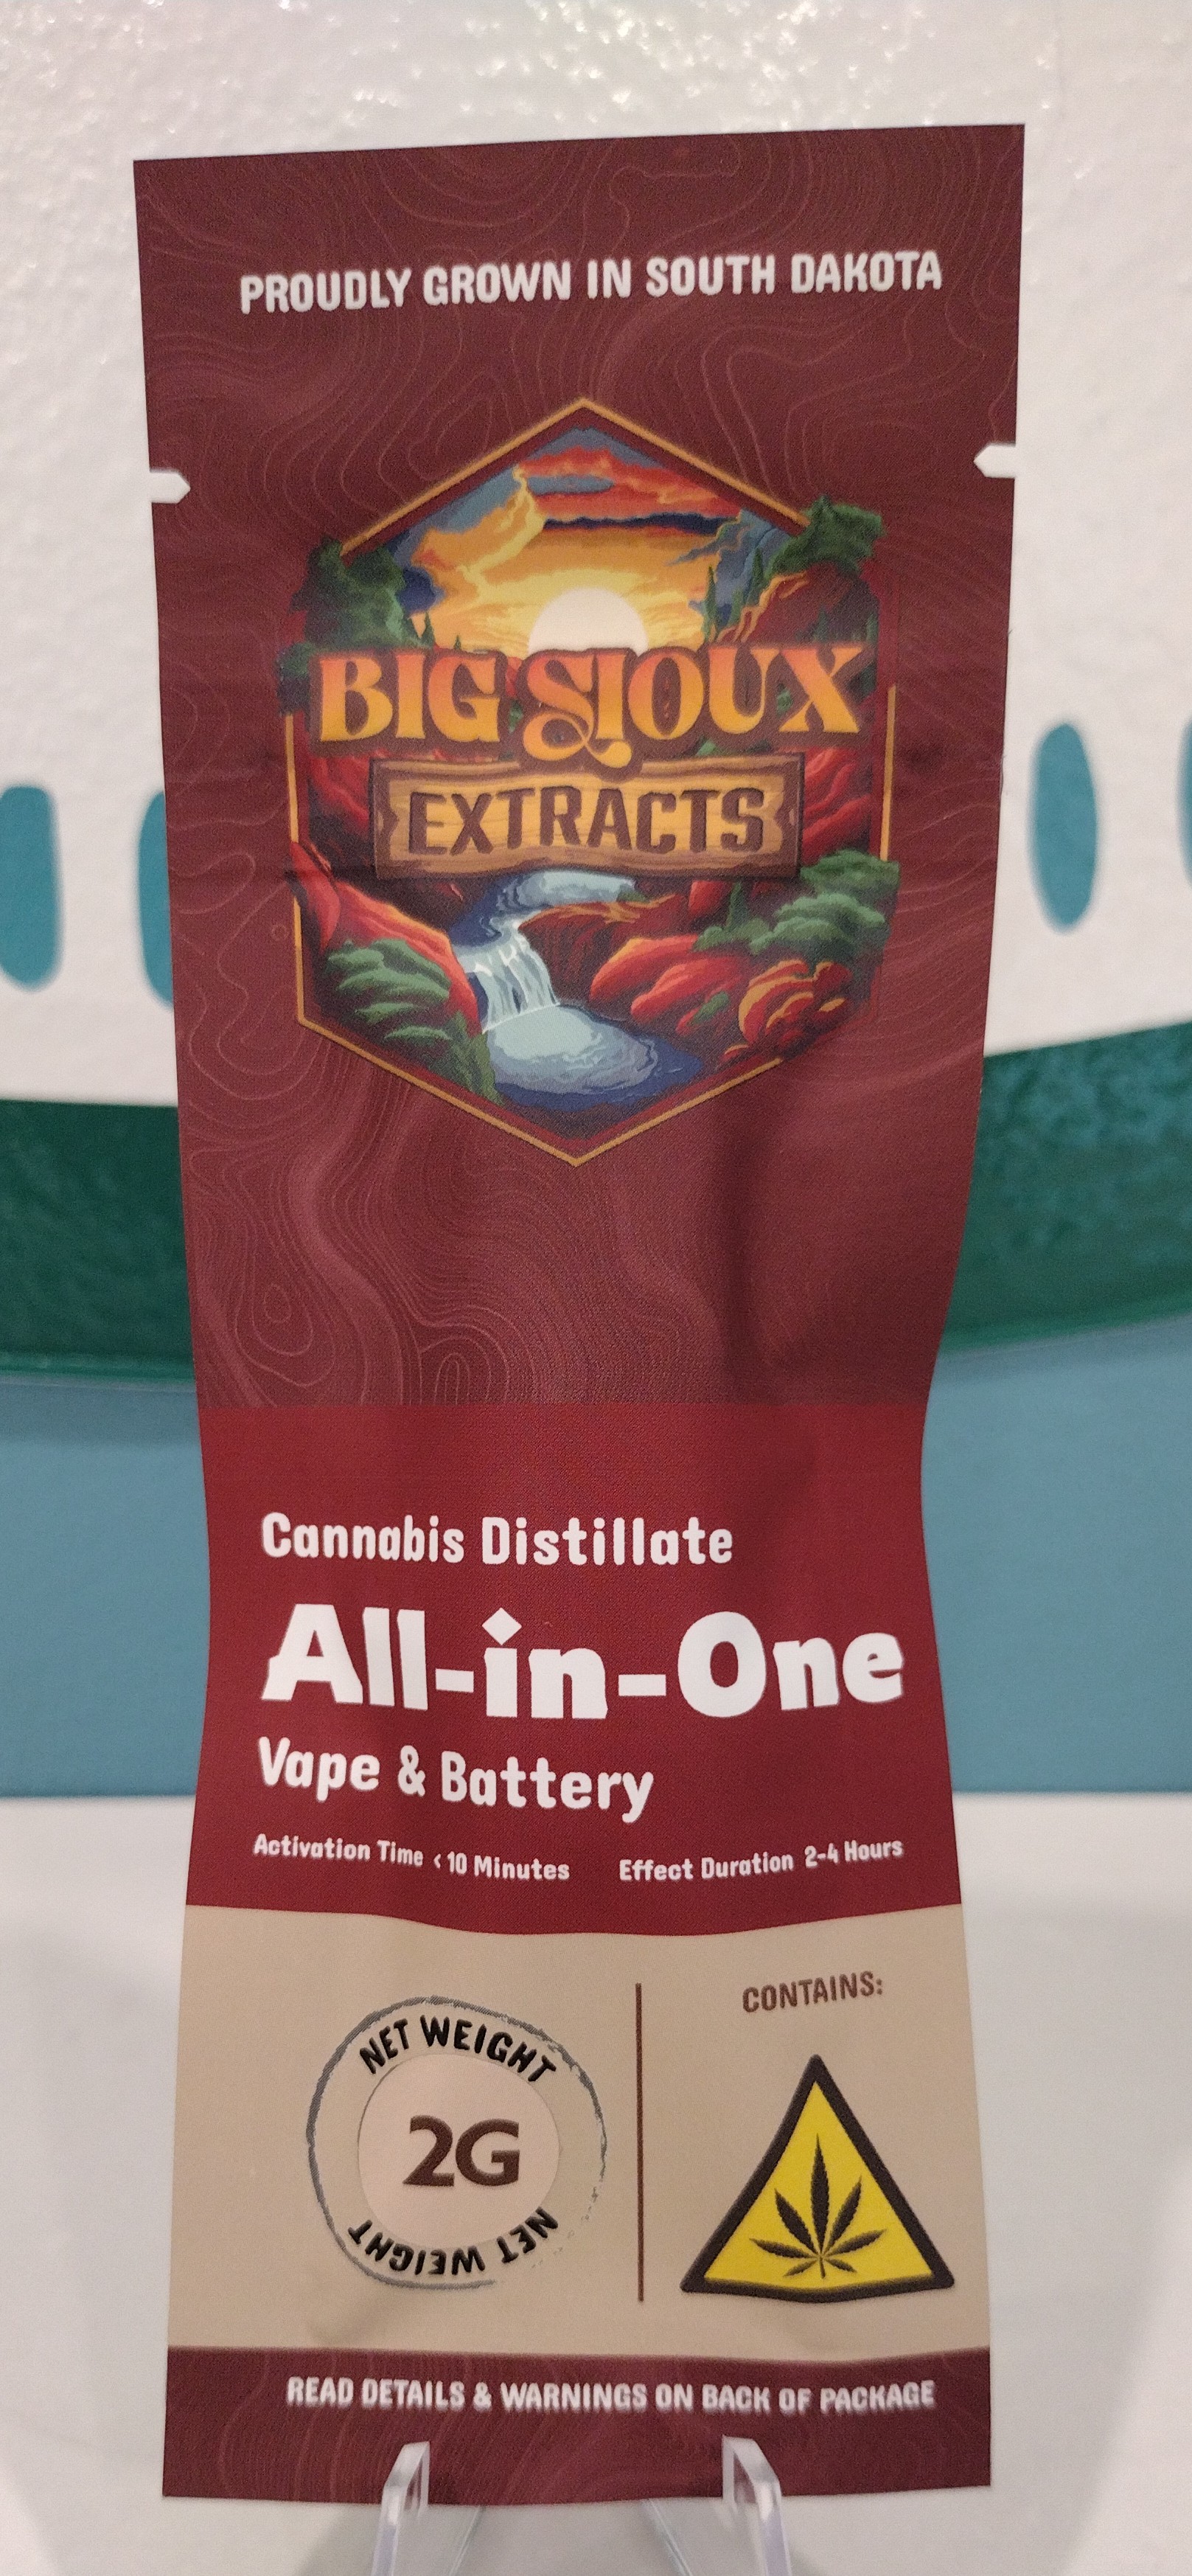 PROUDLY GROWN IN SOUTH DAKOTA
BIG SIOUX
EXTRACTS
Cannabis Distillate
All-in-One
Vape & Battery
Activation Time < 10 Minutes Effect Duration 2-4 Hours
NET WEIGHT
2G
NET WEIGHT
CONTAINS:
READ DETAILS & WARNINGS ON BACK OF PACKAGE